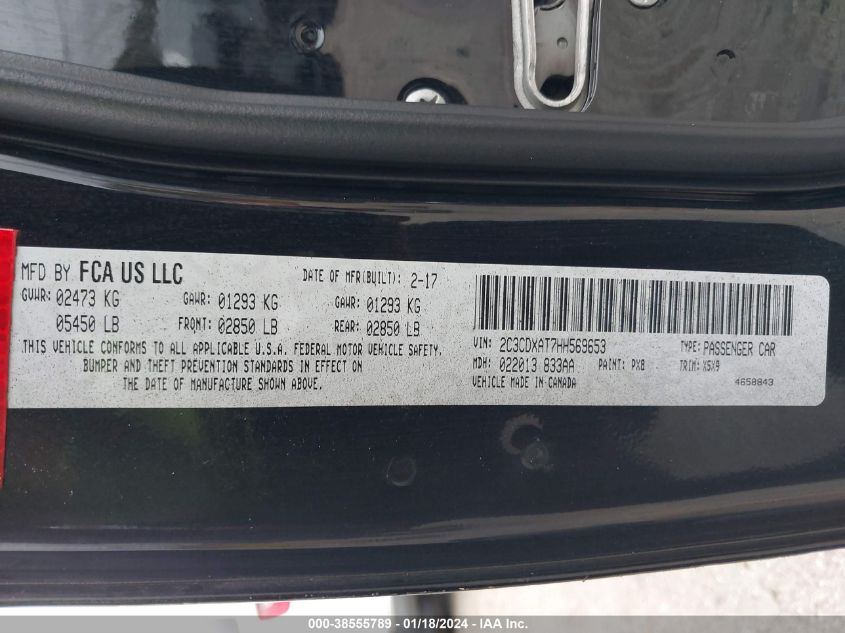 MFD BY FCA US LLC
DATE OF MFR(BUILT): 2-17
GVWR: 02473 KG GAWR: 01293 KG GAWR: 01293 KG
05450 LB FRONT: 02850 LB REAR: 02850 LB
THIS VEHICLE CONFORMS TO ALL APPLICABLE U.S.A. FEDERAL MOTOR VEHICLE SAFETY,
BUMPER AND THEFT PREVENTION STANDARDS IN EFFECT ON
THE DATE OF MANUFACTURE SHOWN ABOVE.
VIN: 2C3CDXAT7HH569653 TYPE: PASSENGER CAR
MDH: 022013 833AA PAINT: PX8 TRIM: X5X9
VEHICLE MADE IN CANADA 4658843
000-38555789 - 01/18/2024 - IAA Inc.